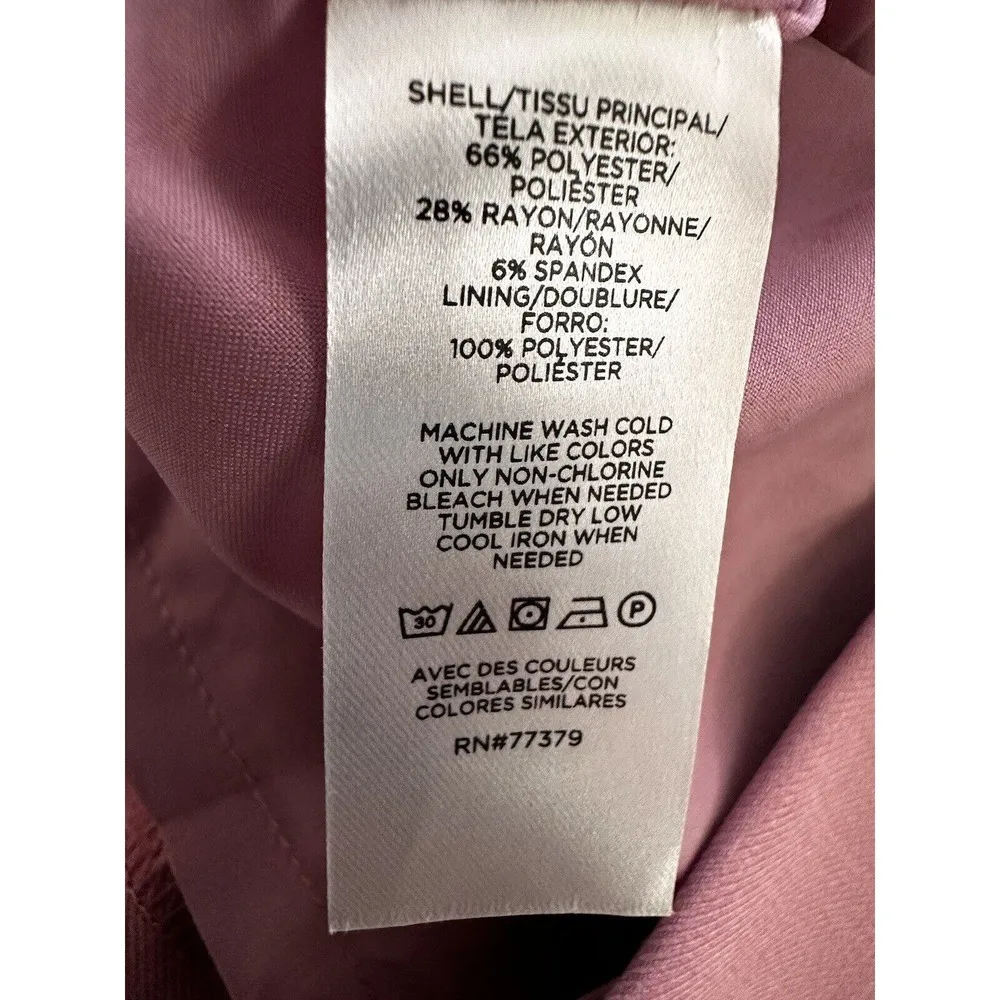 SHELL/TISSU PRINCIPAL/
TELA EXTERIOR:
66% POLYESTER/
POLIÉSTER
28% RAYON/RAYONNE/
RAYÓN
6% SPANDEX
LINING/DOUBLURE/
FORRO:
100% POLYESTER/
POLIÉSTER
MACHINE WASH COLD
WITH LIKE COLORS
ONLY NON-CHLORINE
BLEACH WHEN NEEDED
TUMBLE DRY LOW
COOL IRON WHEN
NEEDED
30 P
AVEC DES COULEURS
SEMBLABLES/CON
COLORES SIMILARES
RN#77379